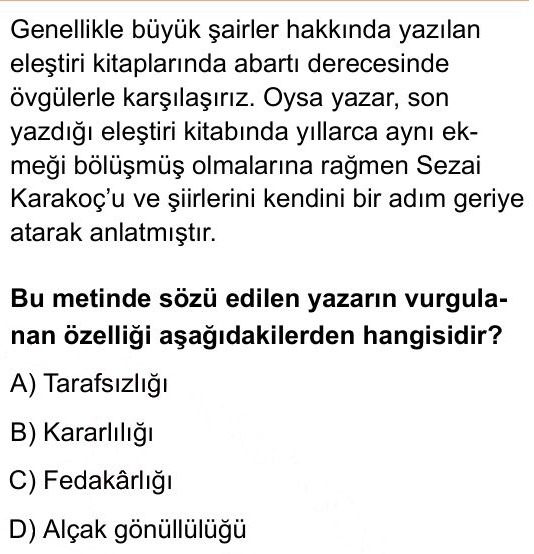 Genellikle büyük şairler hakkında yazılan
eleştiri kitaplarında abartı derecesinde
övgülerle karşılaşırız. Oysa yazar, son
yazdığı eleştiri kitabında yıllarca aynı ek-
meği bölüşmüş olmalarına rağmen Sezai
Karakoç’u ve şiirlerini kendini bir adım geriye
atarak anlatmıştır.
Bu metinde sözü edilen yazarın vurgula-
nan özelliği aşağıdakilerden hangisidir?
A) Tarafsızlığı
B) Kararlılığı
C) Fedakârlığı
D) Alçak gönüllülüğü